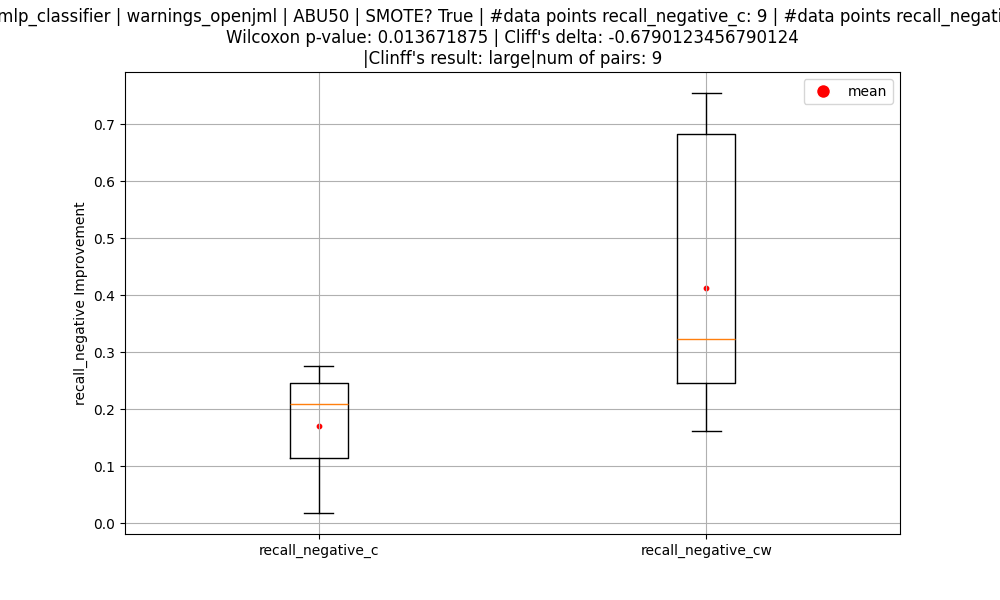 mlp_classifier | warnings_openjml | ABU50 | SMOTE? True | #data points recall_negative_c: 9 | #data points
Wilcoxon p-value: 0.013671875 | Cliff's delta: -0.6790123456790124
|Clinff's result: large|num of pairs: 9
mean
0.7
0.6
0.5
0.4
0.3
0.2
0.1
0.0
recall_negative Improvement
recall_negative_c
recall_negative_cw